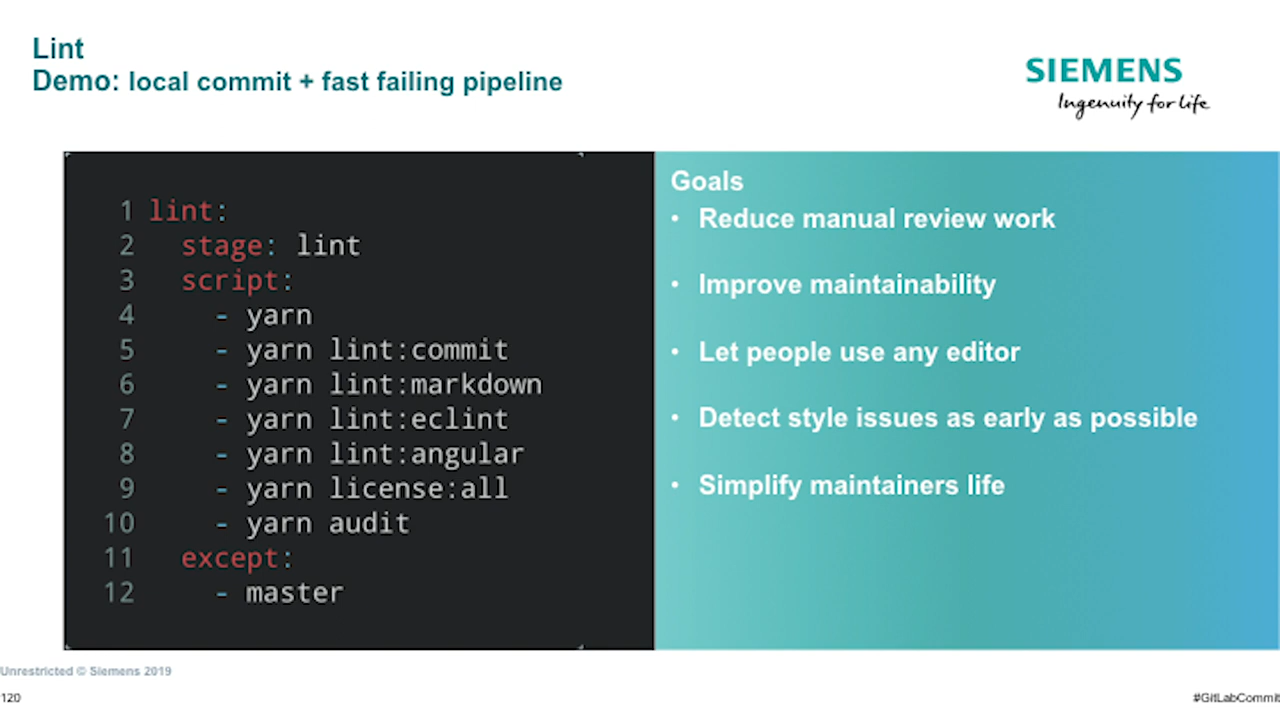 Lint
Demo: local commit + fast failing pipeline
SIEMENS
Ingenuity for life
1 lint:
2 stage: lint
3 script:
4 - yarn
5 - yarn lint:commit
6 - yarn lint:markdown
7 - yarn lint:eclint
8 - yarn lint:angular
9 - yarn license:all
10 - yarn audit
11 except:
12 - master
Goals
• Reduce manual review work
• Improve maintainability
• Let people use any editor
• Detect style issues as early as possible
• Simplify maintainers life
Unrestricted © Siemens 2019
120
#GitLabCommit